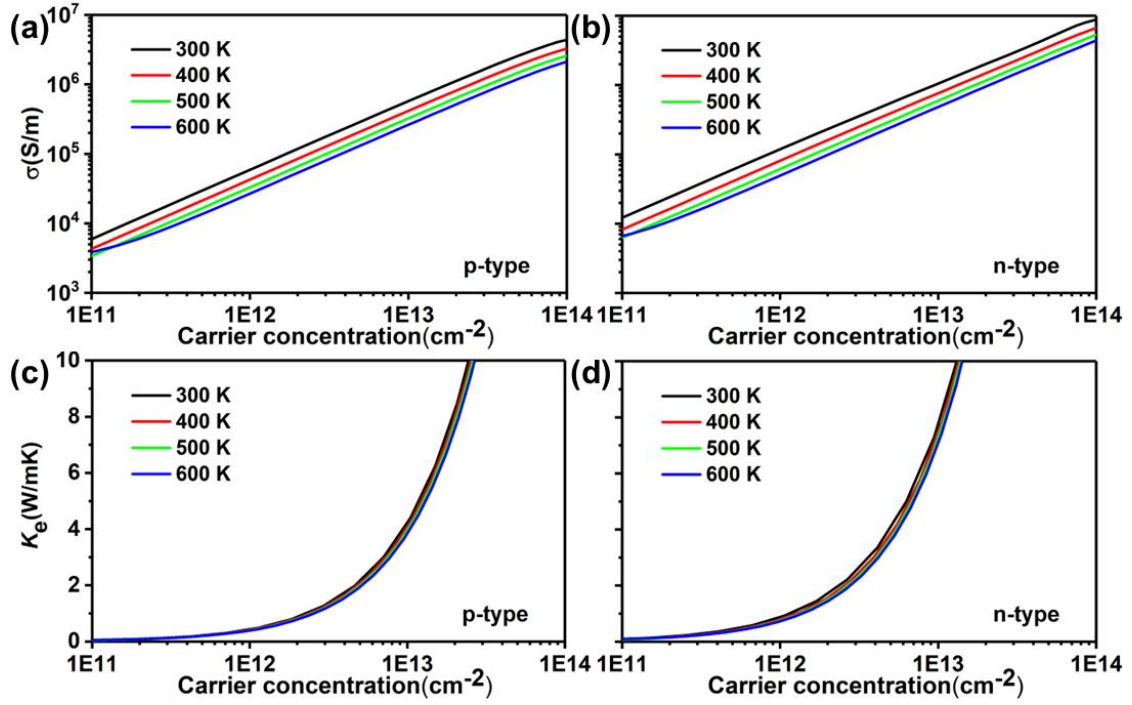 (a)
10^7
10^6
10^5
10^4
10^3
σ(S/m)
300 K
400 K
500 K
600 K
p-type
1E11 1E12 1E13 1E14
Carrier concentration(cm-2)
(b)
300 K
400 K
500 K
600 K
n-type
1E11 1E12 1E13 1E14
Carrier concentration(cm-2)
(c)
10
8
6
4
2
0
Ke(W/mK)
300 K
400 K
500 K
600 K
p-type
1E11 1E12 1E13 1E14
Carrier concentration(cm-2)
(d)
300 K
400 K
500 K
600 K
n-type
1E11 1E12 1E13 1E14
Carrier concentration(cm-2)